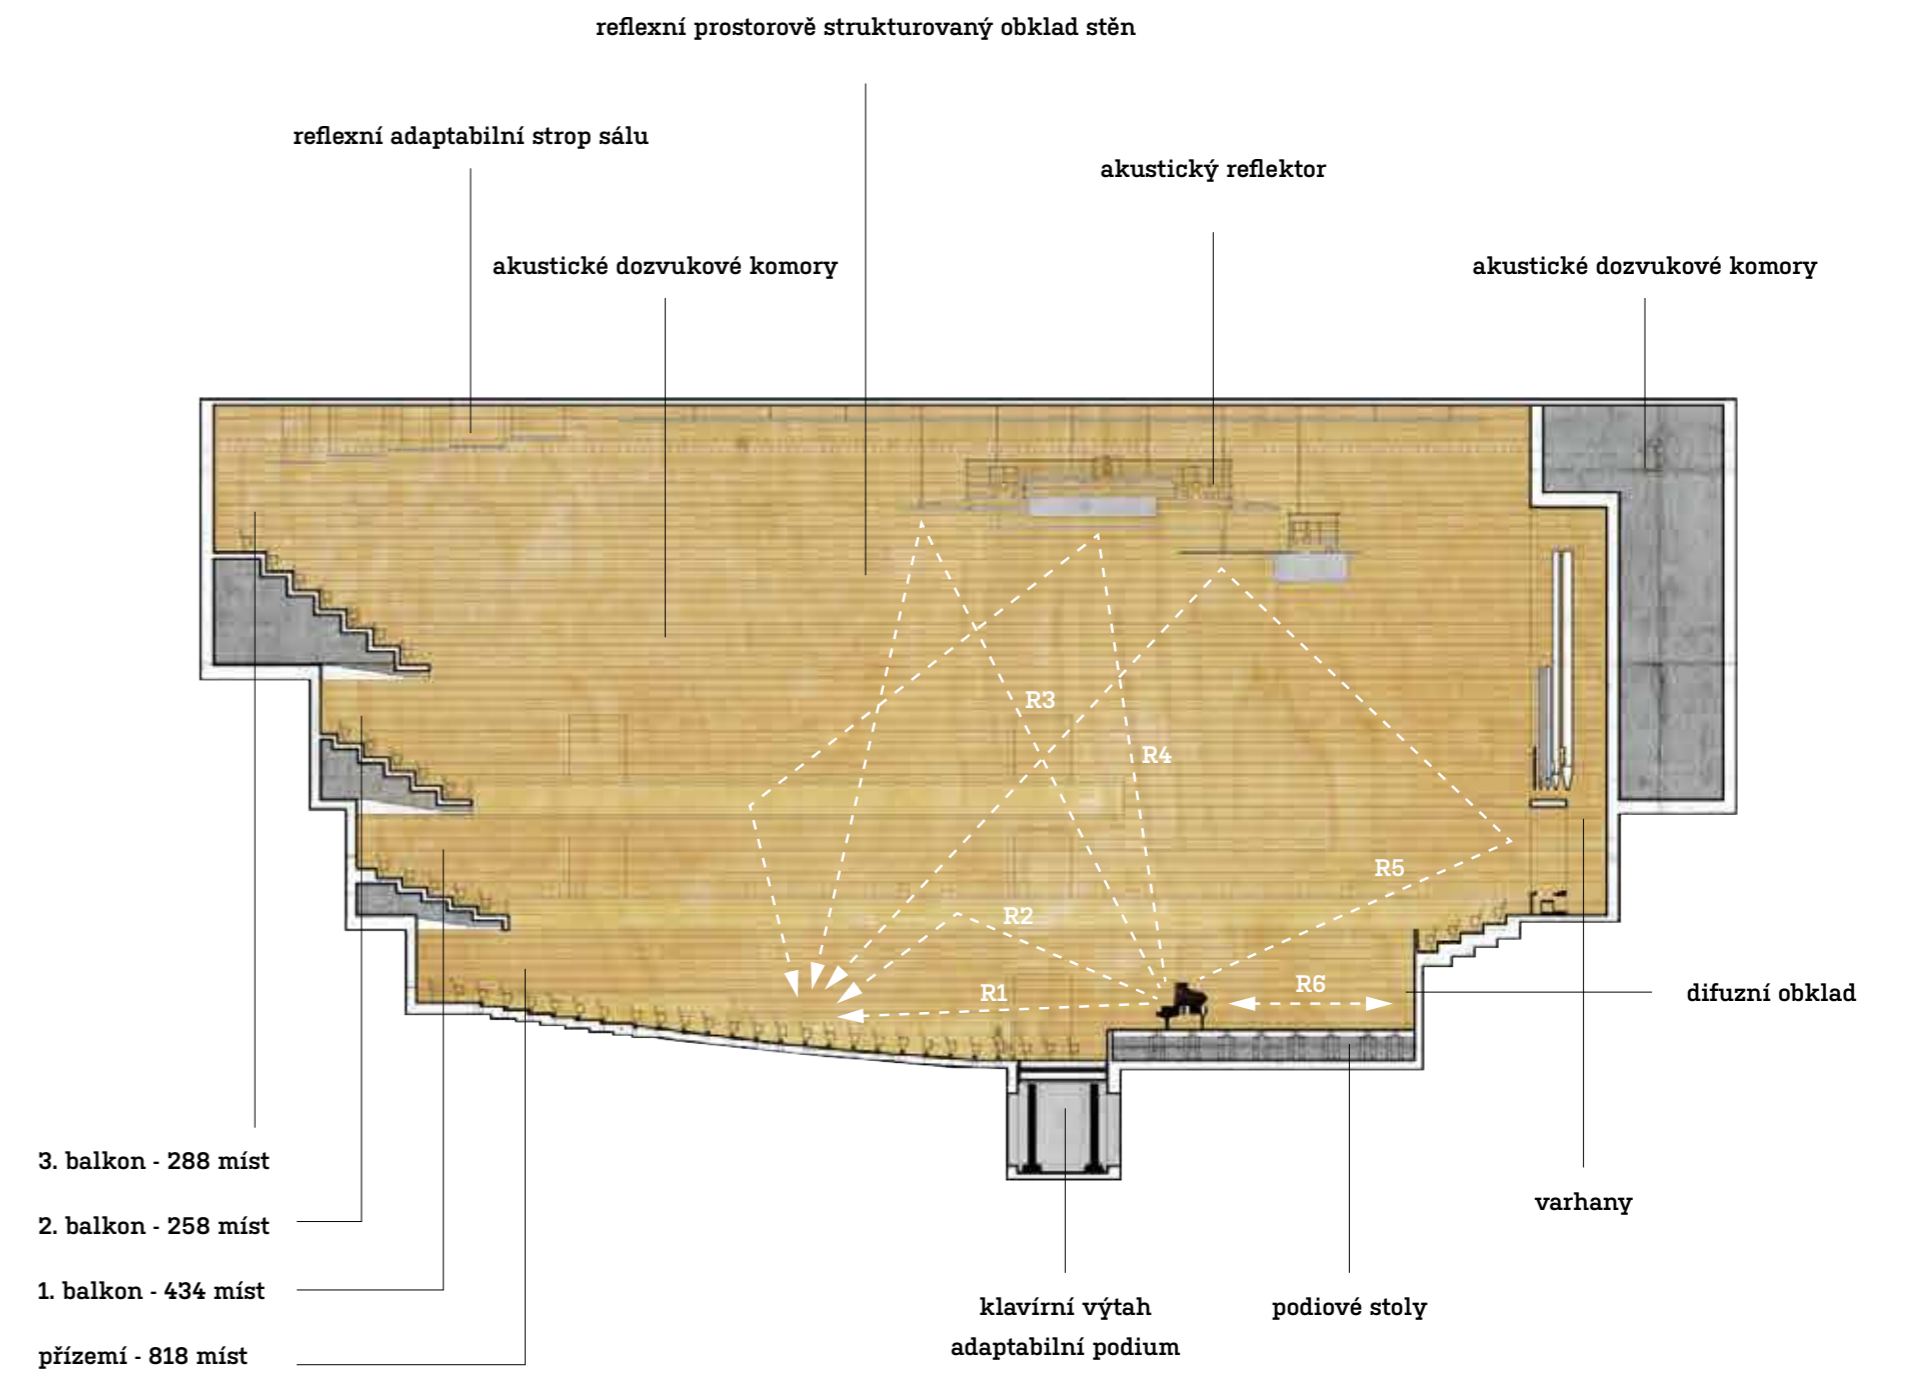 reflexní prostorově strukturovaný obklad stěn
reflexní adaptabilní strop sálu
akustický reflektor
akustické dozvukové komory
akustické dozvukové komory
R3
R4
R5
R2
R1
R6
difuzní obklad
3. balkon - 288 míst
2. balkon - 258 míst
1. balkon - 434 míst
přízemí - 818 míst
varhany
klavírní výtah
adaptabilní podium
podiové stoly